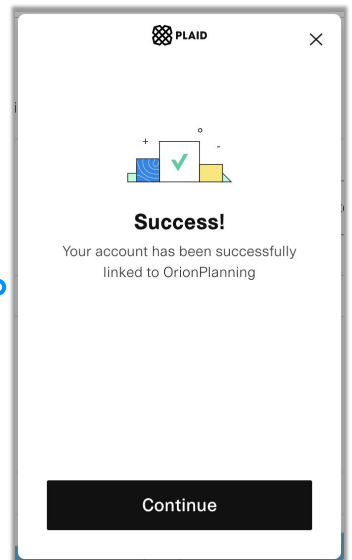 PLAID
Success!
Your account has been successfully
linked to OrionPlanning
Continue